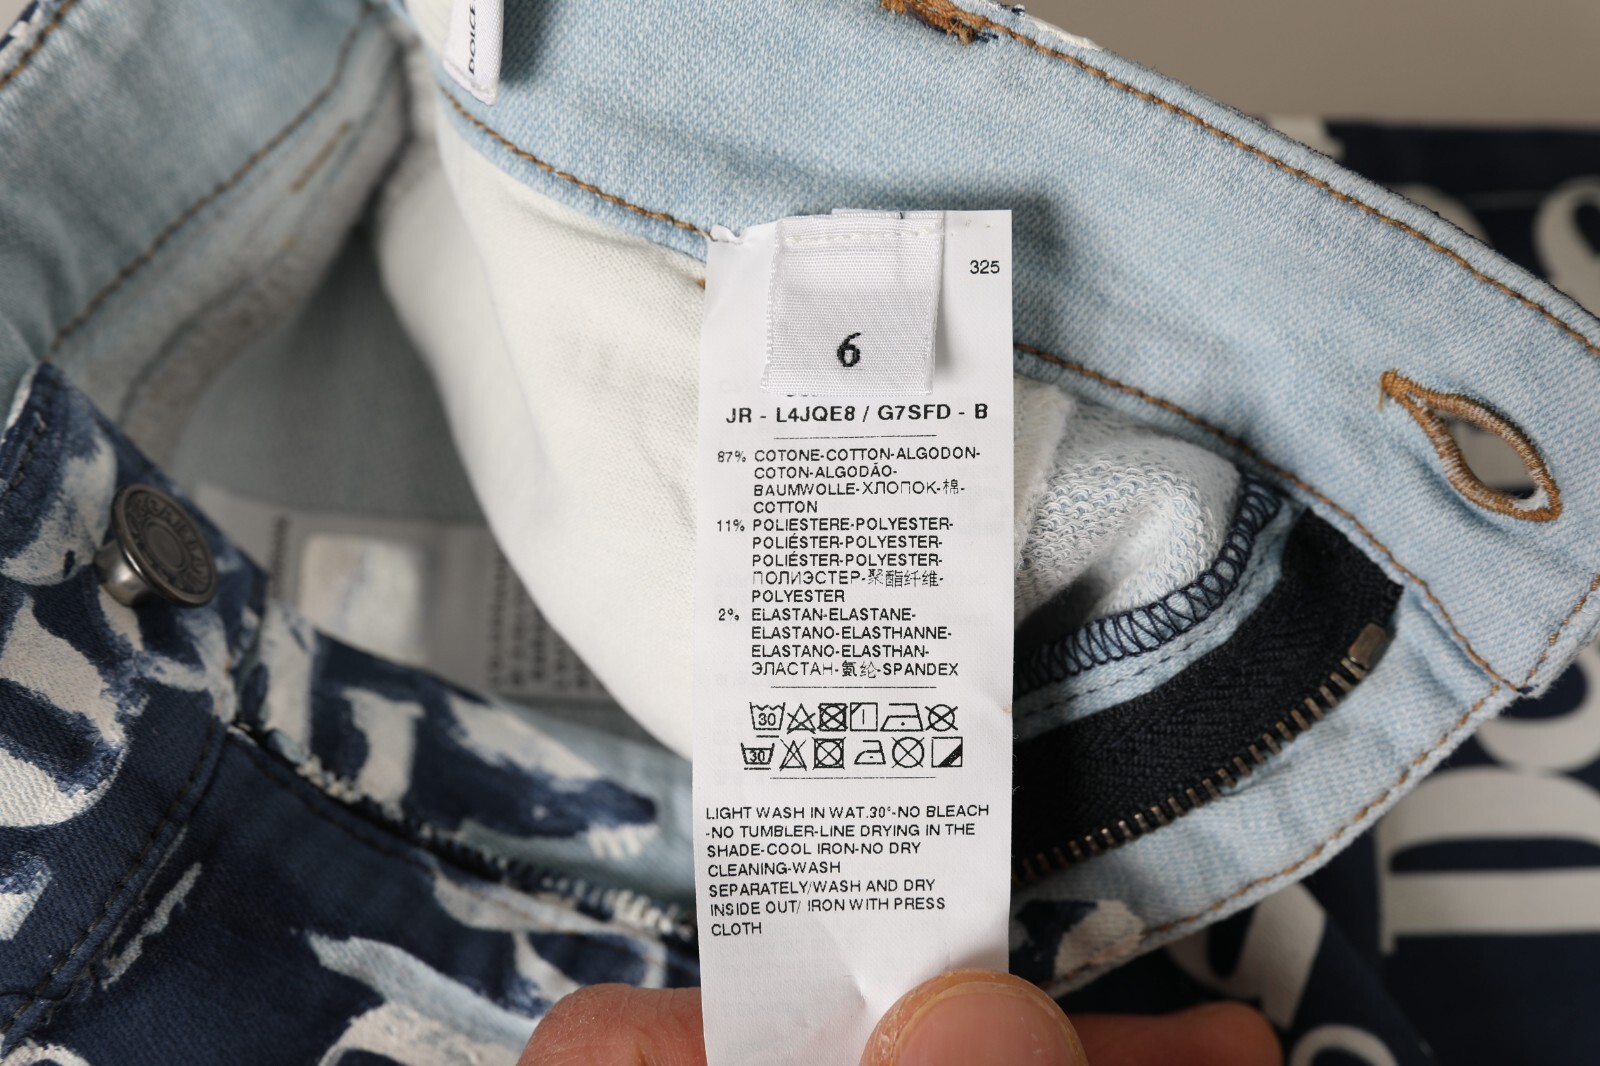 DOLCE
325
6
JR - L4JQE8 / G7SFD - B
87% COTONE-COTTON-ALGODON-
COTON-ALGODÃO-
BAUMWOLLE-ХЛОПОК-棉-
COTTON
11% POLIESTERE-POLYESTER-
POLIÉSTER-POLYESTER-
POLIÉSTER-POLYESTER-
ПОЛИЭСТЕР-聚酯纤维-
POLYESTER
2% ELASTAN-ELASTANE-
ELASTANO-ELASTHANNE-
ELASTANO-ELASTHAN-
ЭЛАСТАН-氨纶-SPANDEX
30
30
LIGHT WASH IN WAT.30°-NO BLEACH
-NO TUMBLER-LINE DRYING IN THE
SHADE-COOL IRON-NO DRY
CLEANING-WASH
SEPARATELY/WASH AND DRY
INSIDE OUT/ IRON WITH PRESS
CLOTH